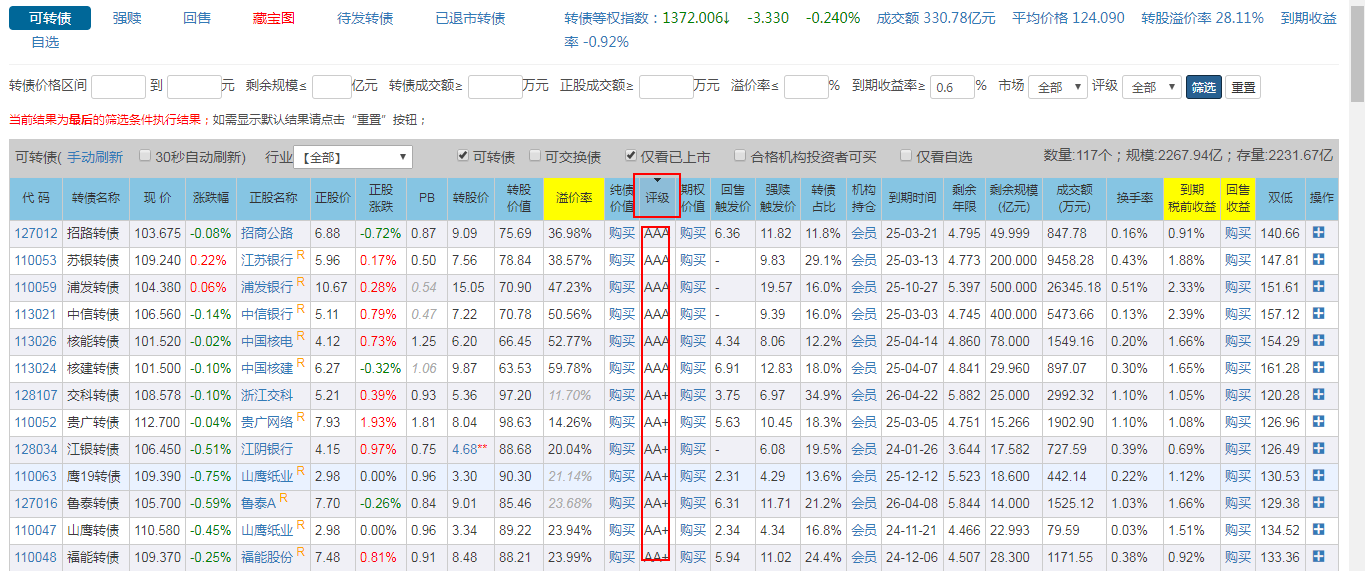 可转债 强赎 回售 藏宝图 待发转债 已退市转债 转债等权指数：1372.006↓ -3.330 -0.240% 成交额 330.78亿元 平均价格 124.090 转股溢价率 28.11% 到期收益
自选 率 -0.92%
转债价格区间 到 元 剩余规模≤ 亿元 转债成交额≥ 万元 正股成交额≥ 万元 溢价率≤ % 到期收益率≥ 0.6 % 市场 全部 评级 全部 筛选 重置
当前结果为最后的筛选条件执行结果；如需显示默认结果请点击“重置”按钮；
可转债( 手动刷新 30秒自动刷新) 行业 【全部】 可转债 可交换债 仅看已上市 合格机构投资者可买 仅看自选 数量:117个；规模:2267.94亿；存量:2231.67亿
代 码 转债名称 现 价 涨跌幅 正股名称 正股价 正股涨跌 PB 转股价 转股价值 溢价率 纯债价值 评级 期权价值 回售触发价 强赎触发价 转债占比 机构持仓 到期时间 剩余年限 剩余规模(亿元) 成交额(万元) 换手率 到期税前收益 回售收益 双低 操作
127012 招路转债 103.675 -0.08% 招商公路 6.88 -0.72% 0.87 9.09 75.69 36.98% 购买 AAA 购买 6.36 11.82 11.8% 会员 25-03-21 4.795 49.999 847.78 0.16% 0.91% 购买 140.66
110053 苏银转债 109.240 0.22% 江苏银行 R 5.96 0.17% 0.50 7.56 78.84 38.57% 购买 AAA 购买 - 9.83 29.1% 会员 25-03-13 4.773 200.000 9458.28 0.43% 1.88% 购买 147.81
110059 浦发转债 104.380 0.06% 浦发银行 R 10.67 0.28% 0.54 15.05 70.90 47.23% 购买 AAA 购买 - 19.57 16.0% 会员 25-10-27 5.397 500.000 26345.18 0.51% 2.33% 购买 151.61
113021 中信转债 106.560 -0.14% 中信银行 R 5.11 0.79% 0.47 7.22 70.78 50.56% 购买 AAA 购买 - 9.39 16.0% 会员 25-03-03 4.745 400.000 5473.66 0.13% 2.39% 购买 157.12
113026 核能转债 101.520 -0.02% 中国核电 R 4.12 0.73% 1.25 6.20 66.45 52.77% 购买 AAA 购买 4.34 8.06 12.2% 会员 25-04-14 4.860 78.000 1549.16 0.20% 1.66% 购买 154.29
113024 核建转债 101.500 -0.10% 中国核建 R 6.27 -0.32% 1.06 9.87 63.53 59.78% 购买 AAA 购买 6.91 12.83 18.0% 会员 25-04-07 4.841 29.960 897.07 0.30% 1.65% 购买 161.28
128107 交科转债 108.578 -0.10% 浙江交科 5.21 0.39% 0.93 5.36 97.20 11.70% 购买 AA+ 购买 3.75 6.97 34.9% 会员 26-04-22 5.882 25.000 2992.32 1.10% 1.05% 购买 120.28
110052 贵广转债 112.700 -0.04% 贵广网络 R 7.93 1.93% 1.81 8.04 98.63 14.26% 购买 AA+ 购买 5.63 10.45 18.3% 会员 25-03-05 4.751 15.266 1902.90 1.10% 1.08% 购买 126.96
128034 江银转债 106.450 -0.51% 江阴银行 4.15 0.97% 0.75 4.68** 88.68 20.04% 购买 AA+ 购买 - 6.08 19.5% 会员 24-01-26 3.644 17.582 727.59 0.39% 0.69% 购买 126.49
110063 鹰19转债 109.390 -0.75% 山鹰纸业 R 2.98 0.00% 0.96 3.30 90.30 21.14% 购买 AA+ 购买 2.31 4.29 13.6% 会员 25-12-12 5.523 18.600 442.14 0.22% 1.12% 购买 130.53
127016 鲁泰转债 105.700 -0.59% 鲁泰A R 7.70 -0.26% 0.84 9.01 85.46 23.68% 购买 AA+ 购买 6.31 11.71 21.2% 会员 26-04-08 5.844 14.000 1525.12 1.03% 1.66% 购买 129.38
110047 山鹰转债 110.580 -0.45% 山鹰纸业 R 2.98 0.00% 0.96 3.34 89.22 23.94% 购买 AA+ 购买 2.34 4.34 16.8% 会员 24-11-21 4.466 22.993 79.59 0.03% 1.51% 购买 134.52
110048 福能转债 109.370 -0.25% 福能股份 R 7.48 0.81% 0.91 8.48 88.21 23.99% 购买 AA+ 购买 5.94 11.02 24.4% 会员 24-12-06 4.507 28.300 1171.55 0.38% 0.92% 购买 133.36